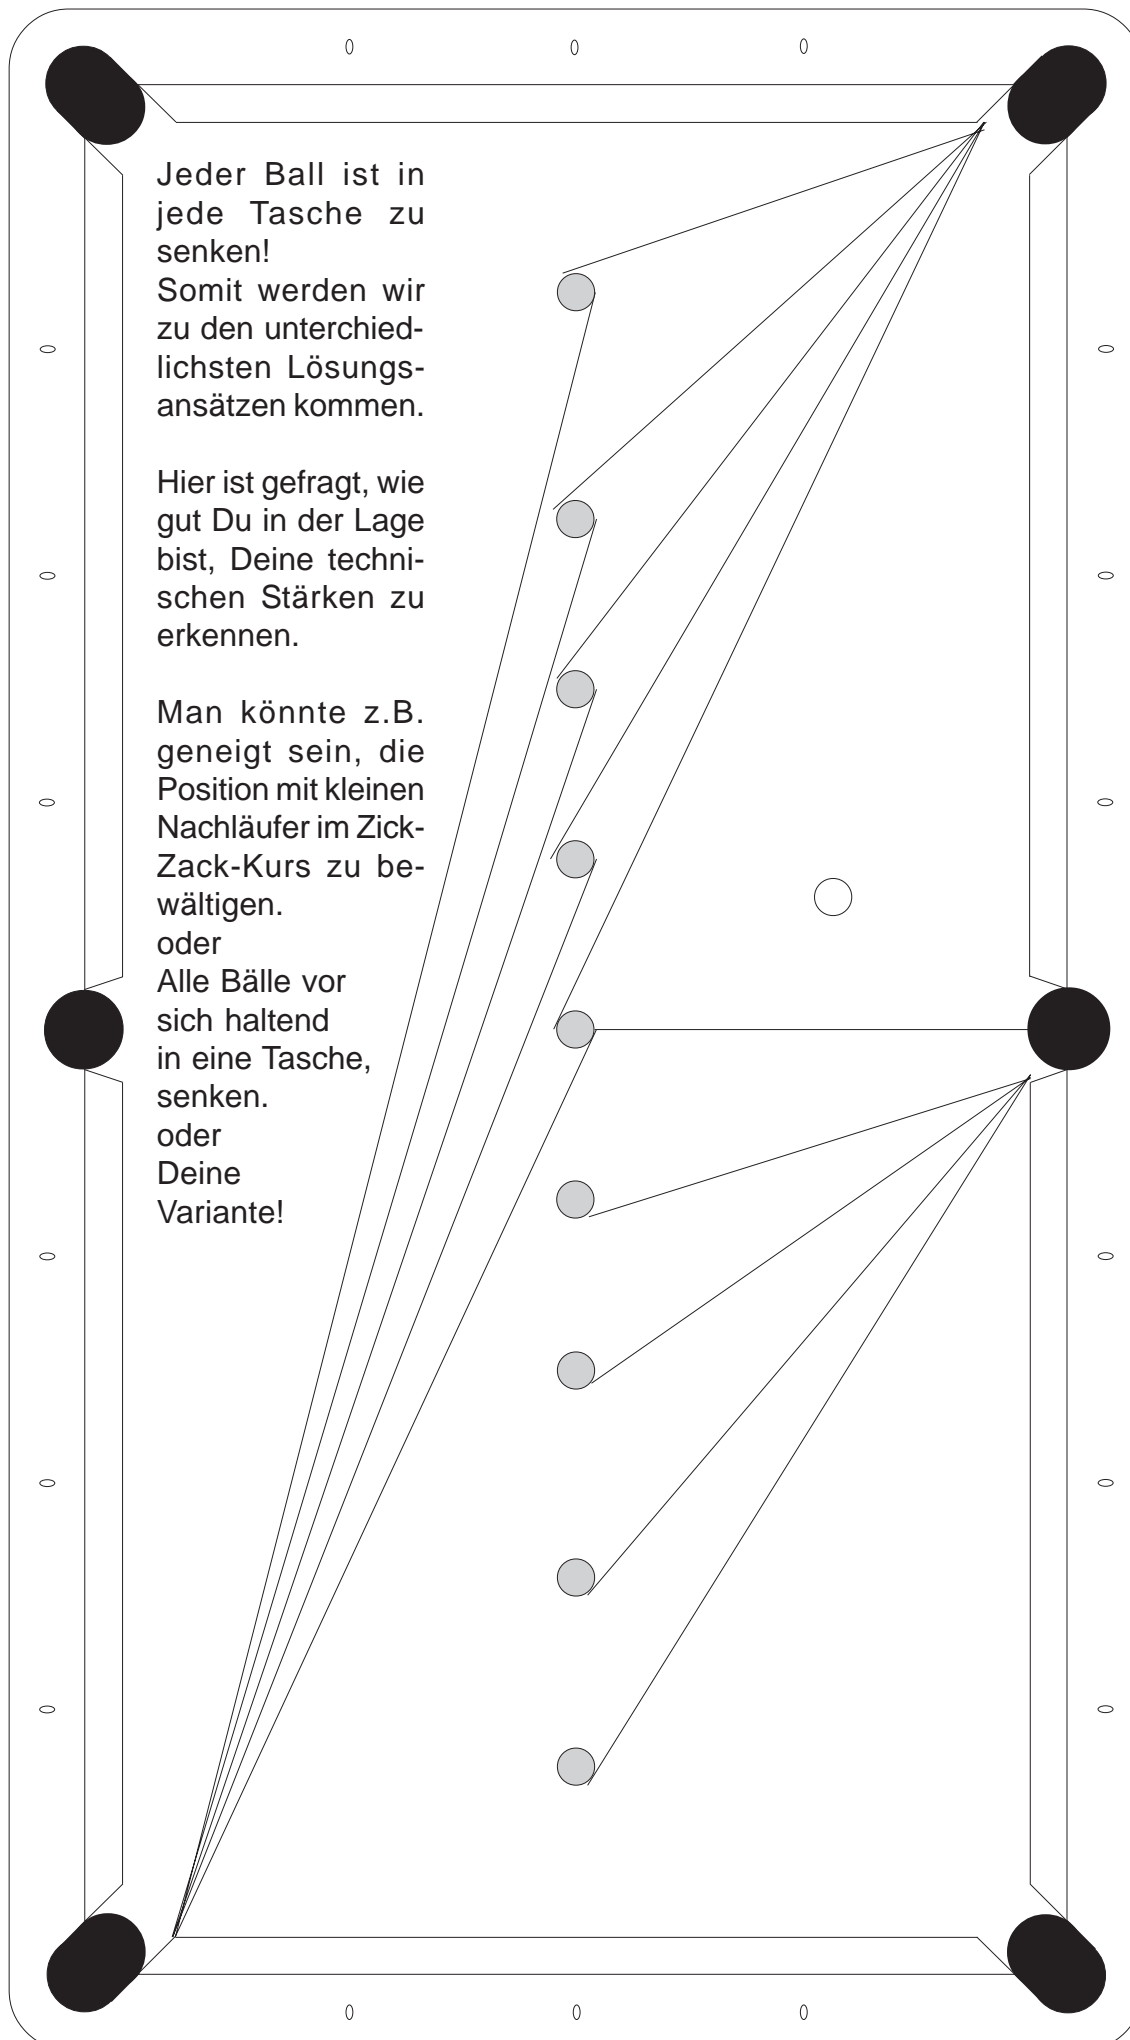 Jeder Ball ist in
jede Tasche zu
senken!
Somit werden wir
zu den unterchied-
lichsten Lösungs-
ansätzen kommen.
Hier ist gefragt, wie
gut Du in der Lage
bist, Deine techni-
schen Stärken zu
erkennen.
Man könnte z.B.
geneigt sein, die
Position mit kleinen
Nachläufer im Zick-
Zack-Kurs zu be-
wältigen.
oder
Alle Bälle vor
sich haltend
in eine Tasche,
senken.
oder
Deine
Variante!